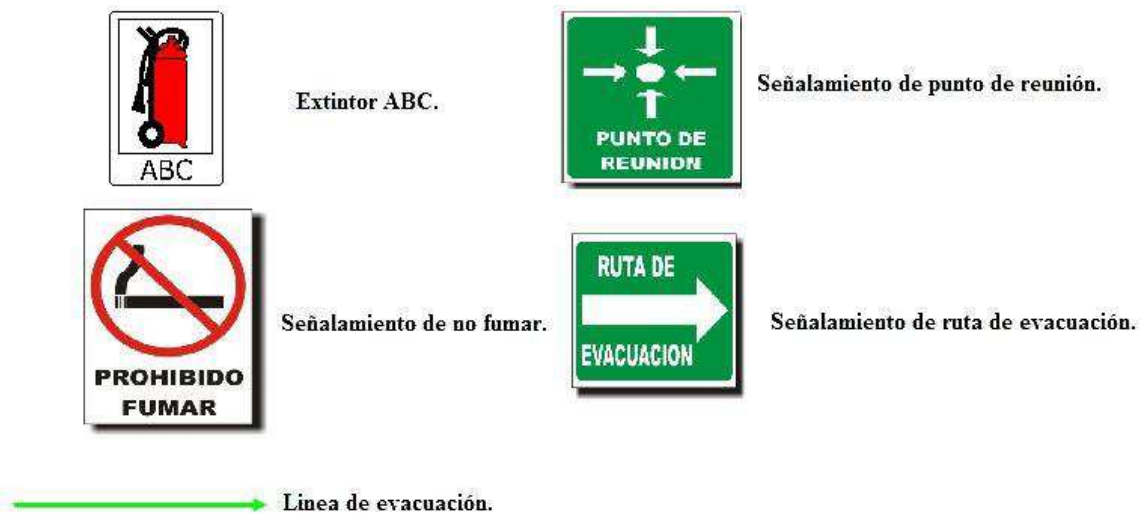 ABC
Extintor ABC.
PUNTO DE
REUNION
Señalamiento de punto de reunión.
PROHIBIDO
FUMAR
Señalamiento de no fumar.
RUTA DE
EVACUACION
Señalamiento de ruta de evacuación.
Linea de evacuación.